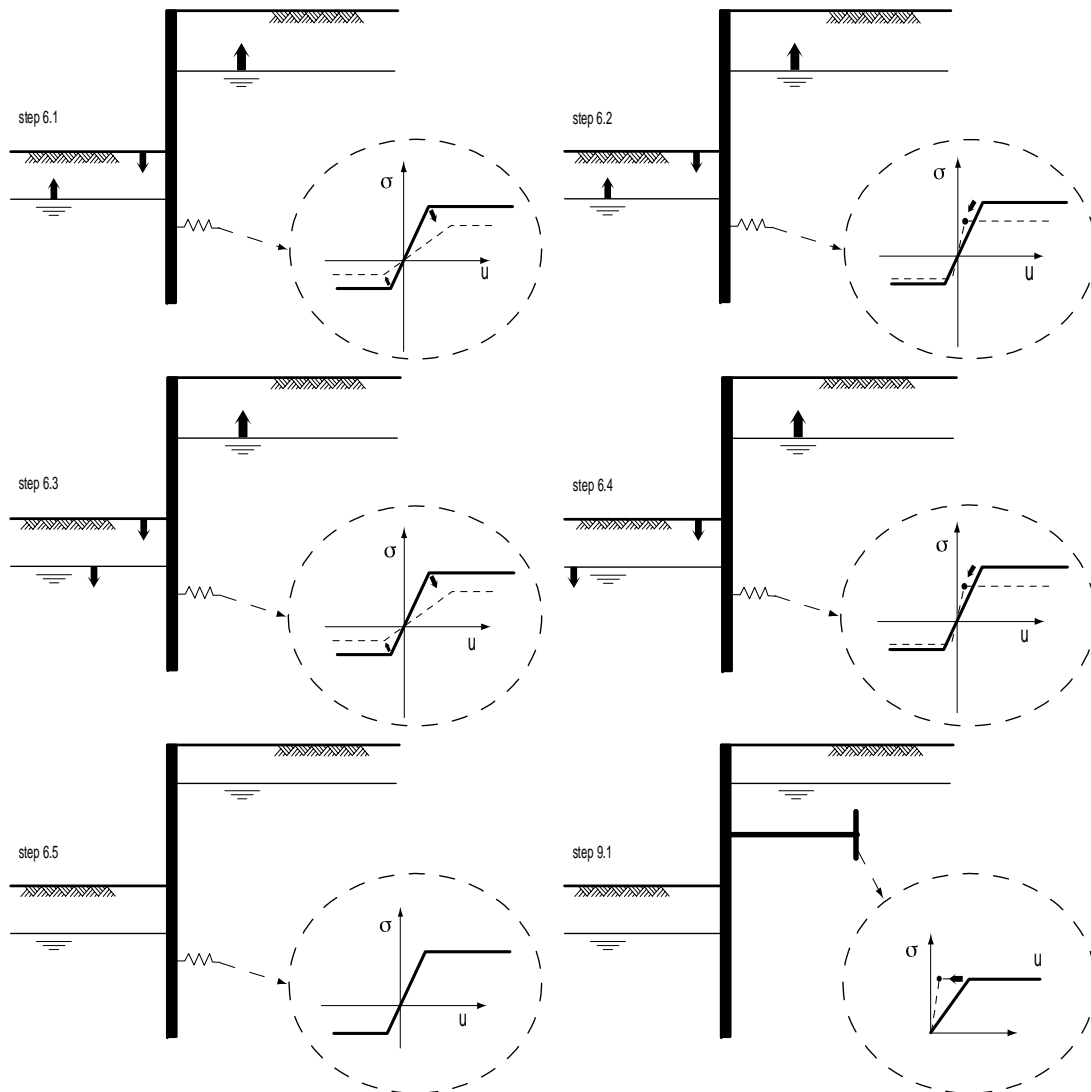 step 6.1
σ
u
step 6.2
σ
u
step 6.3
σ
u
step 6.4
σ
u
step 6.5
σ
u
step 9.1
σ
u